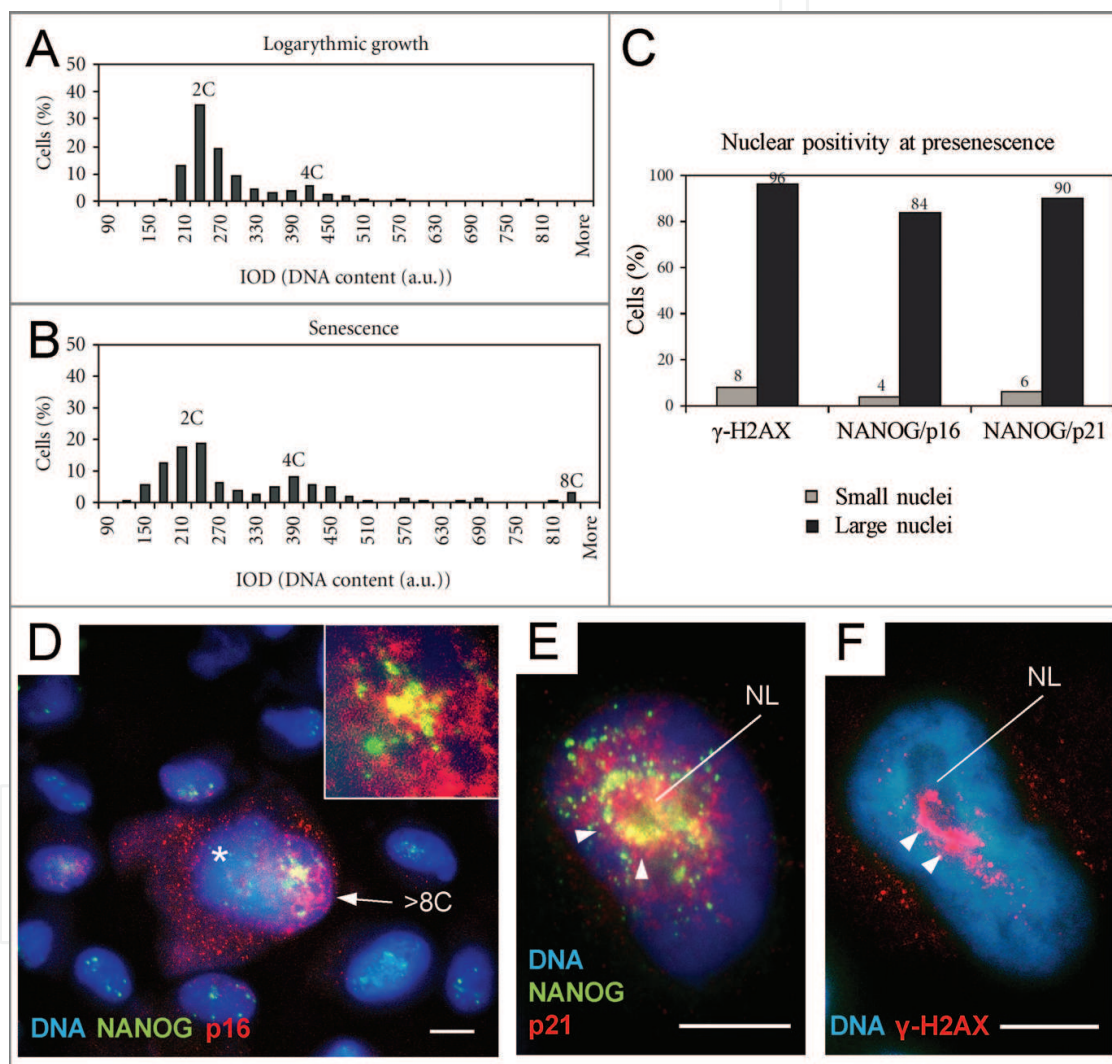 A
Logarythmic growth
Cells (%)
50
40
30
20
10
0
2C
4C
90
150
210
270
330
390
450
510
570
630
690
750
810
More
IOD (DNA content (a.u.))
B
Senescence
Cells (%)
50
40
30
20
10
0
2C
4C
8C
90
150
210
270
330
390
450
510
570
630
690
750
810
More
IOD (DNA content (a.u.))
C
Nuclear positivity at presenescence
Cells (%)
100
80
60
40
20
0
8
96
4
84
6
90
γ-H2AX
NANOG/p16
NANOG/p21
Small nuclei
Large nuclei
D
*
>8C
DNA NANOG p16
E
NL
DNA
NANOG
p21
F
NL
DNA γ-H2AX